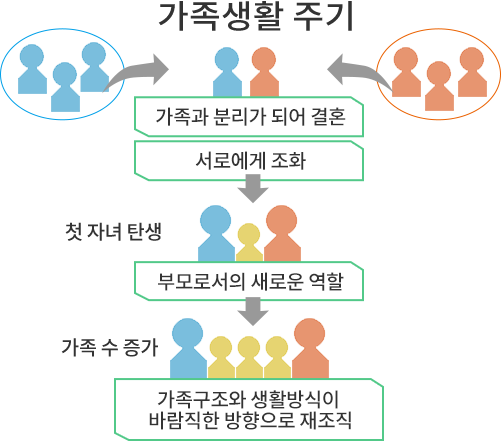 가족생활 주기
가족과 분리가 되어 결혼
서로에게 조화
첫 자녀 탄생
부모로서의 새로운 역할
가족 수 증가
가족구조와 생활방식이
바람직한 방향으로 재조직